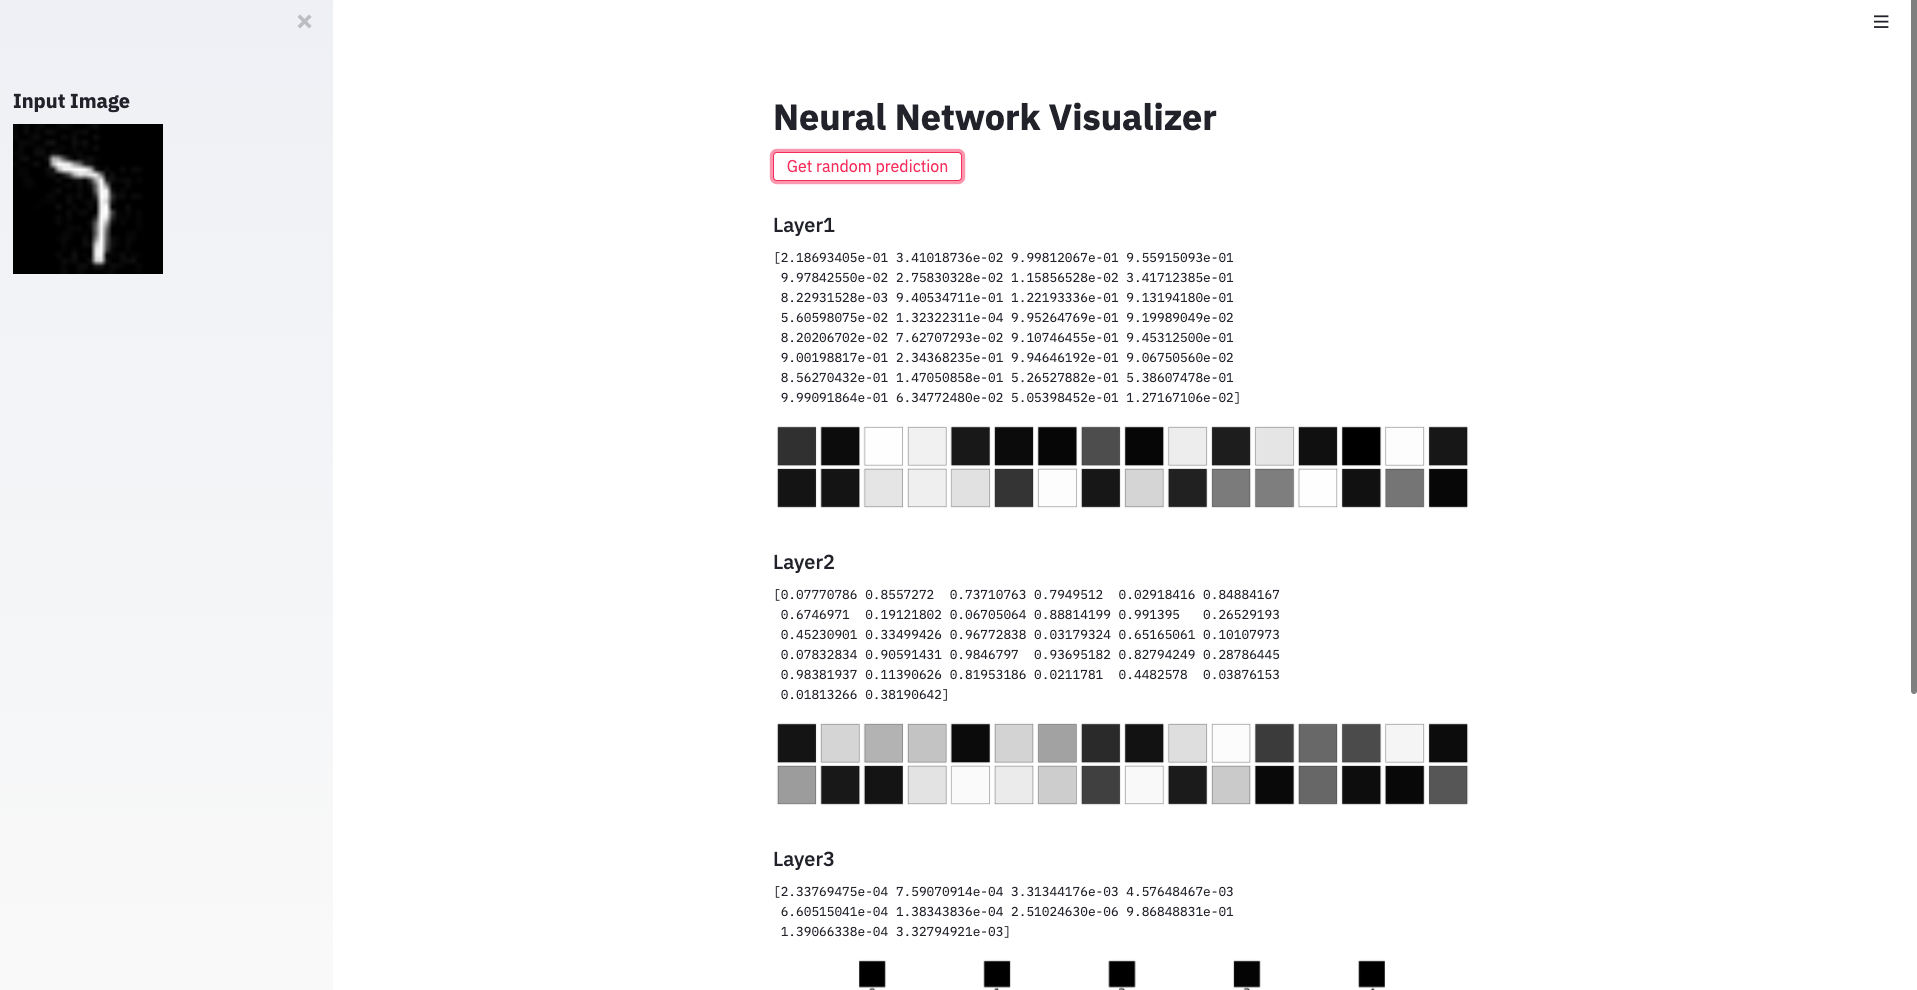 Input Image
Neural Network Visualizer
Get random prediction
Layer1
[2.18693405e-01 3.41018736e-02 9.99812067e-01 9.55915093e-01
9.97842550e-02 2.75830328e-02 1.15856528e-02 3.41712385e-01
8.22931528e-03 9.40534711e-01 1.22193336e-01 9.13194180e-01
5.60598075e-02 1.32322311e-04 9.95264769e-01 9.19989049e-02
8.20206702e-02 7.62707293e-02 9.10746455e-01 9.45312500e-01
9.00198817e-01 2.34368235e-01 9.94646192e-01 9.06750560e-02
8.56270432e-01 1.47050858e-01 5.26527882e-01 5.38607478e-01
9.99091864e-01 6.34772480e-02 5.05398452e-01 1.27167106e-02]
Layer2
[0.07770786 0.8557272  0.73710763 0.7949512  0.02918416 0.84884167
0.6746971  0.19121802 0.06705064 0.88814199 0.991395   0.26529193
0.45230901 0.33499426 0.96772838 0.03179324 0.65165061 0.10107973
0.07832834 0.90591431 0.9846797  0.93695182 0.82794249 0.28786445
0.98381937 0.11390626 0.81953186 0.0211781  0.4482578  0.03876153
0.01813266 0.38190642]
Layer3
[2.33769475e-04 7.59070914e-04 3.31344176e-03 4.57648467e-03
6.60515041e-04 1.38343836e-04 2.51024630e-06 9.86848831e-01
1.39066338e-04 3.32794921e-03]